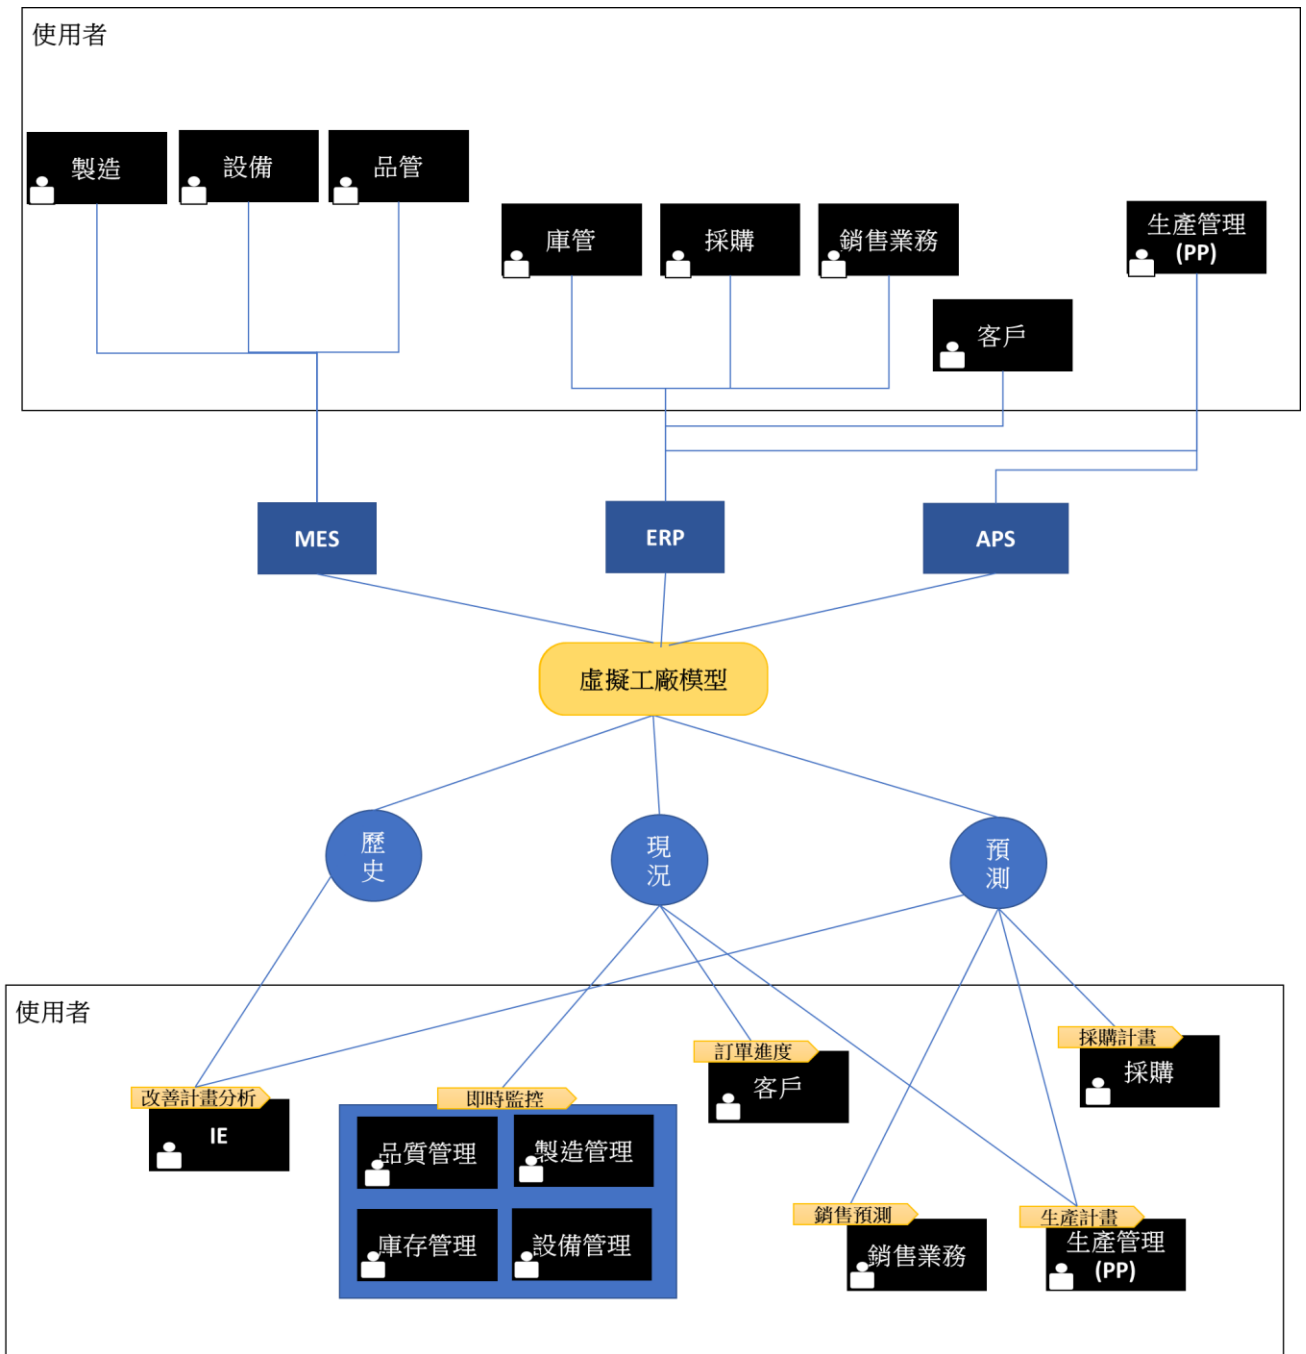 使用者
製造
設備
品管
庫管
採購
銷售業務
生產管理
(PP)
客戶
MES
ERP
APS
虛擬工廠模型
歷
史
現
況
預
測
使用者
改善計畫分析
IE
即時監控
品質管理
製造管理
庫存管理
設備管理
訂單進度
客戶
採購計畫
採購
銷售預測
銷售業務
生產計畫
生產管理
(PP)